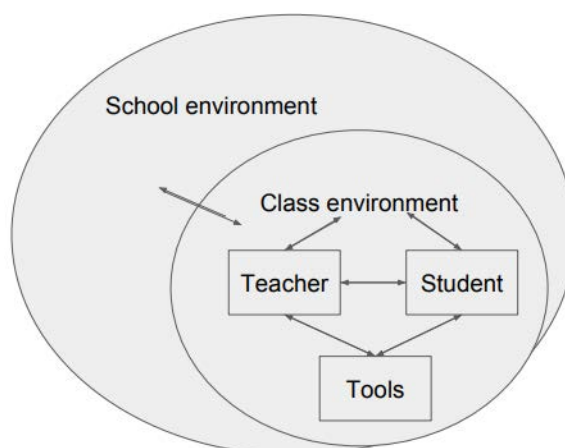 School environment
Class environment
Teacher
Student
Tools